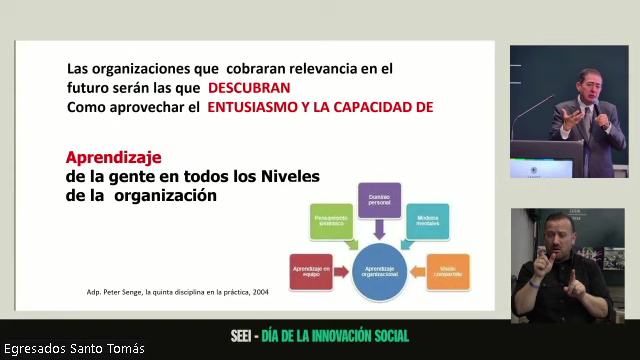 Las organizaciones que cobraran relevancia en el
futuro serán las que DESCUBRAN
Como aprovechar el ENTUSIASMO Y LA CAPACIDAD DE
Aprendizaje
de la gente en todos los Niveles
de la organización
Dominio
personal
Pensamiento
sistémico
Modelos
mentales
Aprendizaje en
equipo
Aprendizaje
organizacional
Visión
compartida
Adp. Peter Senge, la quinta disciplina en la práctica, 2004
SEEI - DÍA DE LA INNOVACIÓN SOCIAL
Egresados Santo Tomás